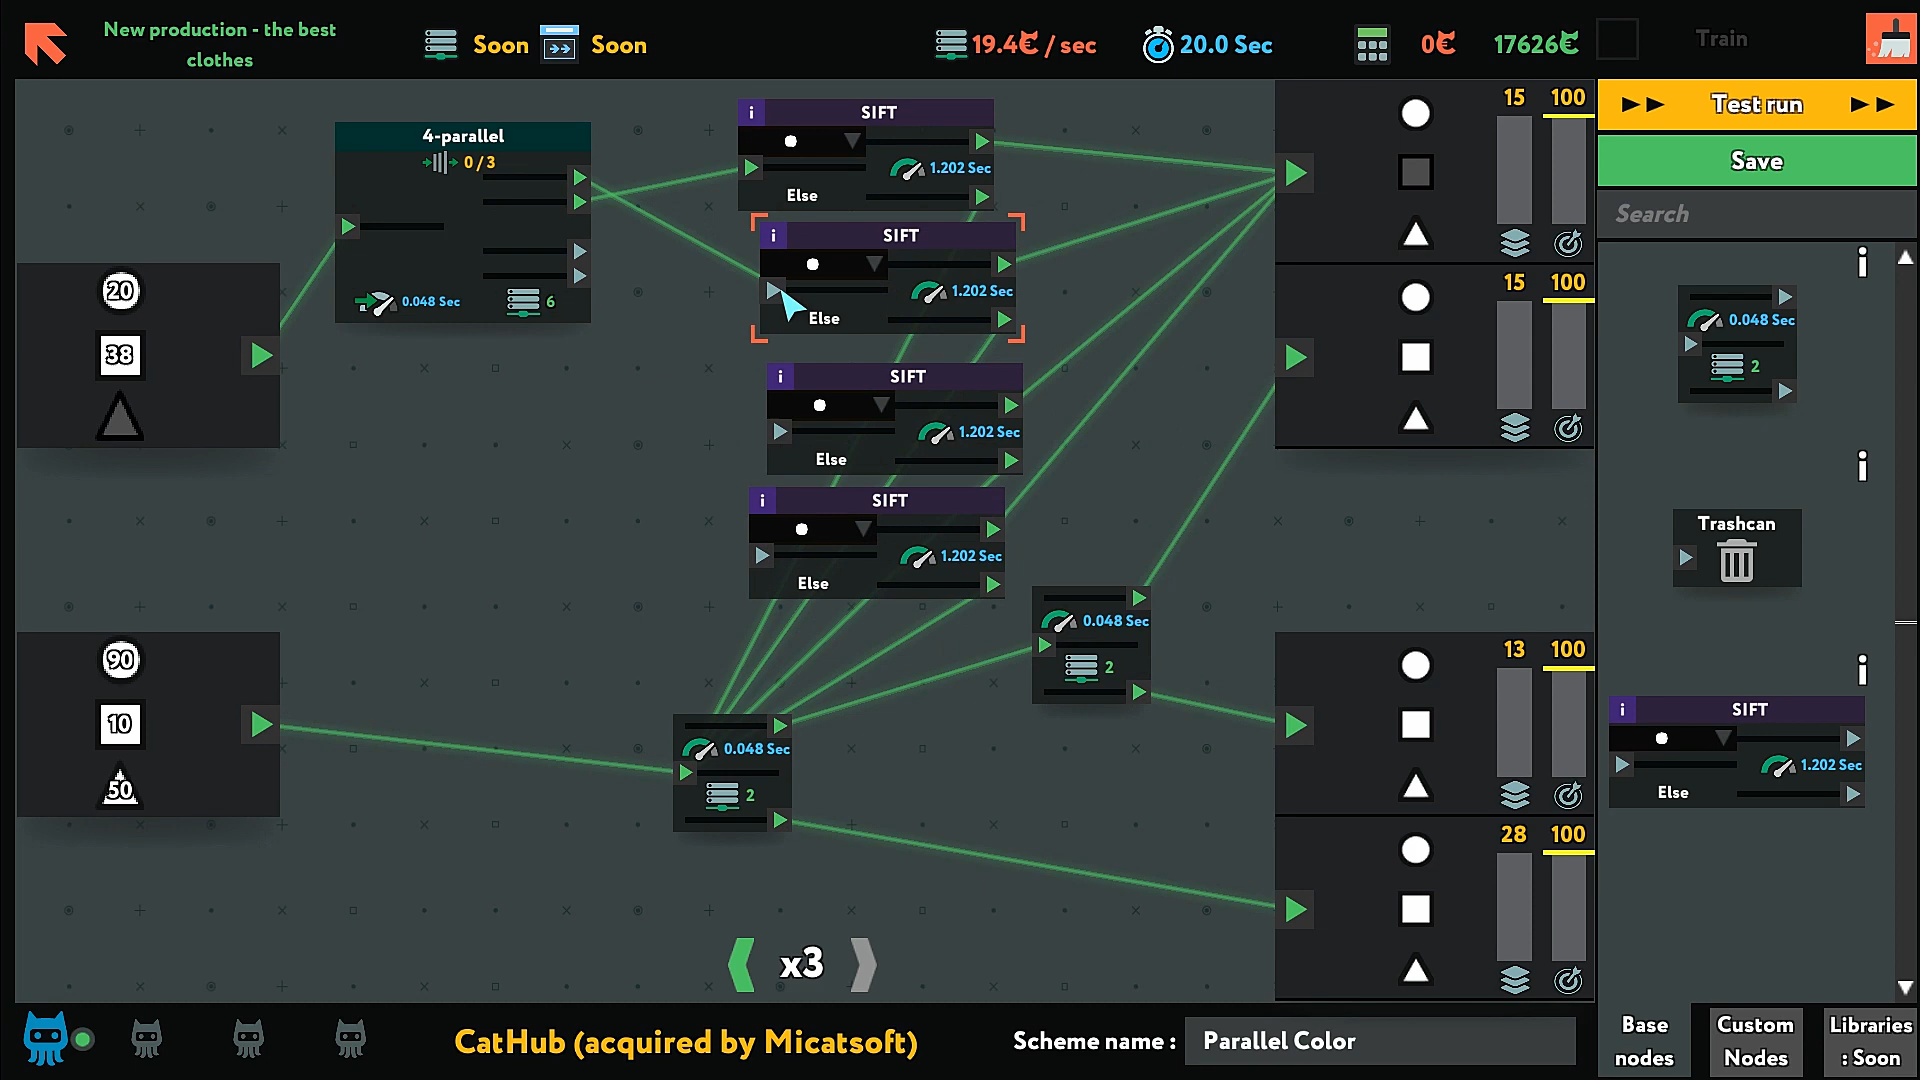 New production - the best
clothes
Soon
Soon
19.4€ / sec
20.0 Sec
0€
17626€
Train
Test run
Save
Search
4-parallel
0 / 3
0.048 Sec
6
20
38
90
10
50
SIFT
1.202 Sec
Else
SIFT
1.202 Sec
Else
SIFT
1.202 Sec
Else
SIFT
1.202 Sec
Else
0.048 Sec
2
0.048 Sec
2
15 100
15 100
13 100
28 100
0.048 Sec
2
Trashcan
SIFT
1.202 Sec
Else
x3
CatHub (acquired by Micatsoft)
Scheme name :
Parallel Color
Base
nodes
Custom
Nodes
Libraries
: Soon